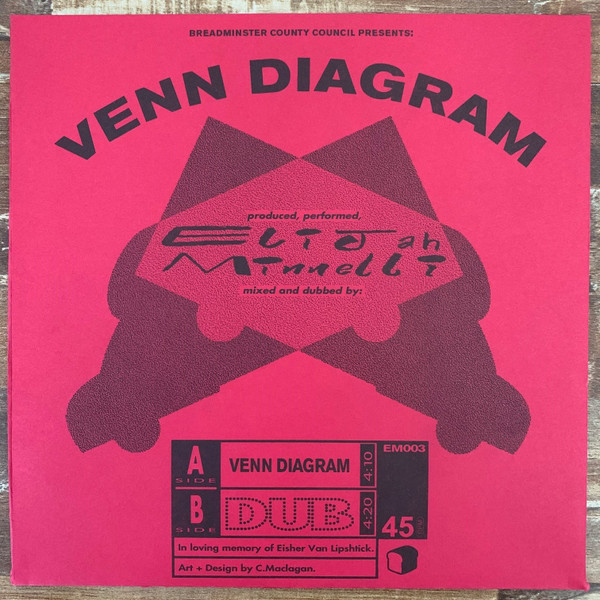 BREADMINSTER COUNTY COUNCIL PRESENTS:
VENN DIAGRAM
produced, performed,
ELIJah
MINNELLI
mixed and dubbed by:
A
SIDE
VENN DIAGRAM
4:10
EM003
B
SIDE
DUB
4:20
45
In loving memory of Eisher Van Lipshtick.
Art + Design by C.Maclagan.